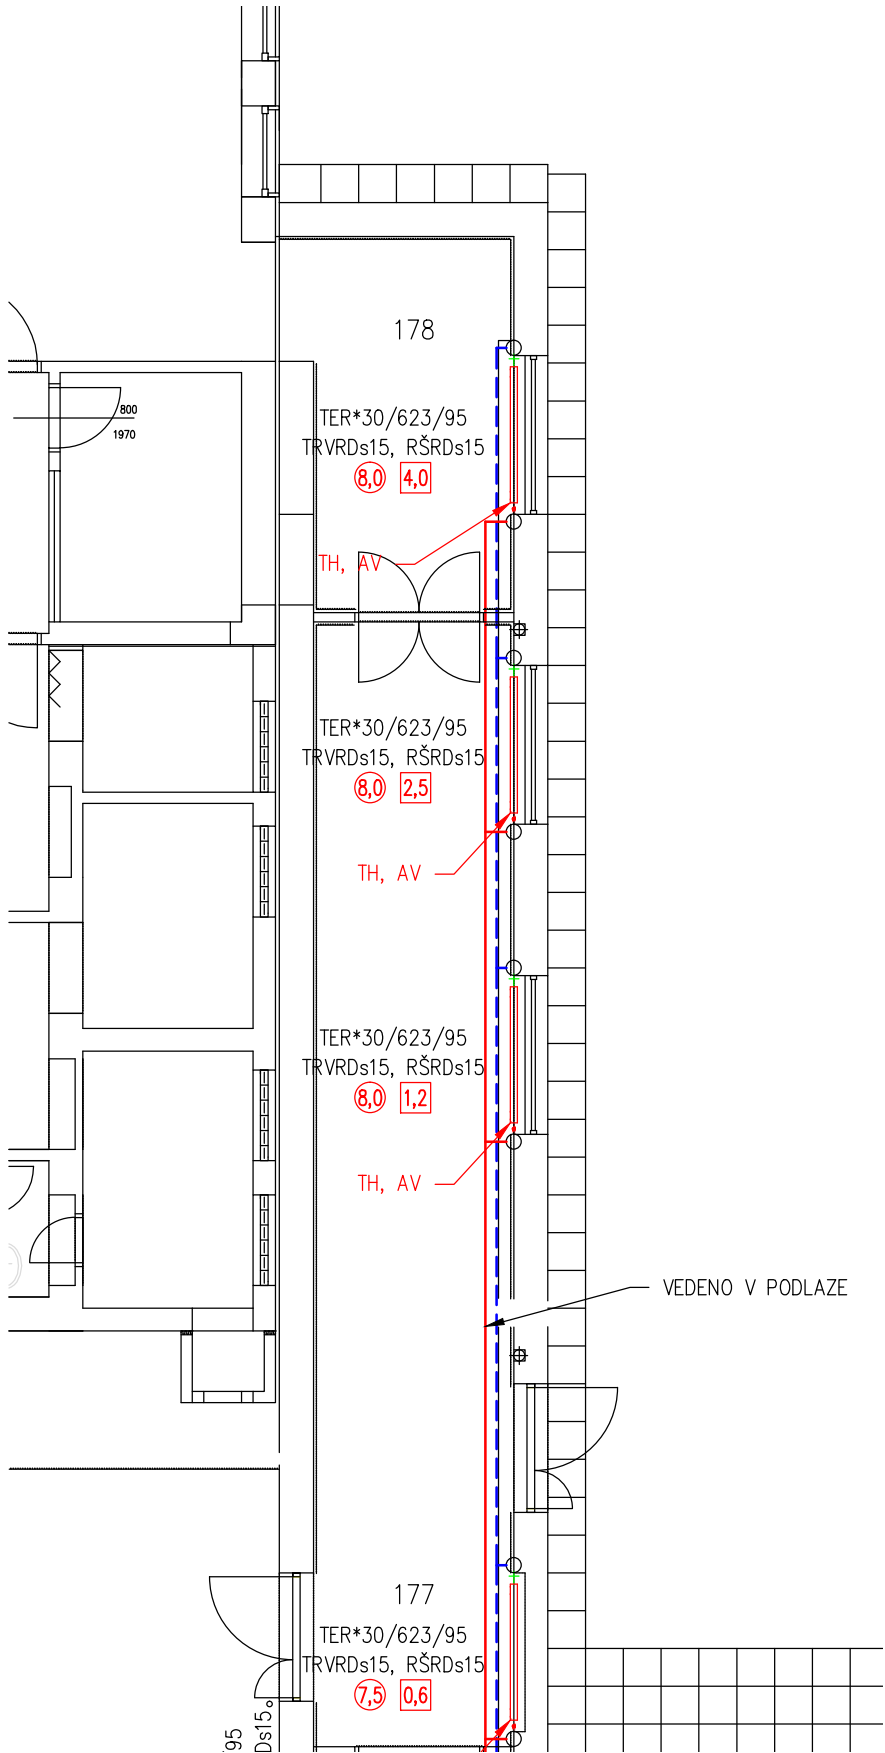 178
TER*30/623/95
TRVRDs15, RŠRDs15
8,0 4,0
800
1970
TH, AV
TER*30/623/95
TRVRDs15, RŠRDs15
8,0 2,5
TH, AV
TER*30/623/95
TRVRDs15, RŠRDs15
8,0 1,2
TH, AV
VEDENO V PODLAZE
177
TER*30/623/95
TRVRDs15, RŠRDs15
7,5 0,6
/95
Ds15